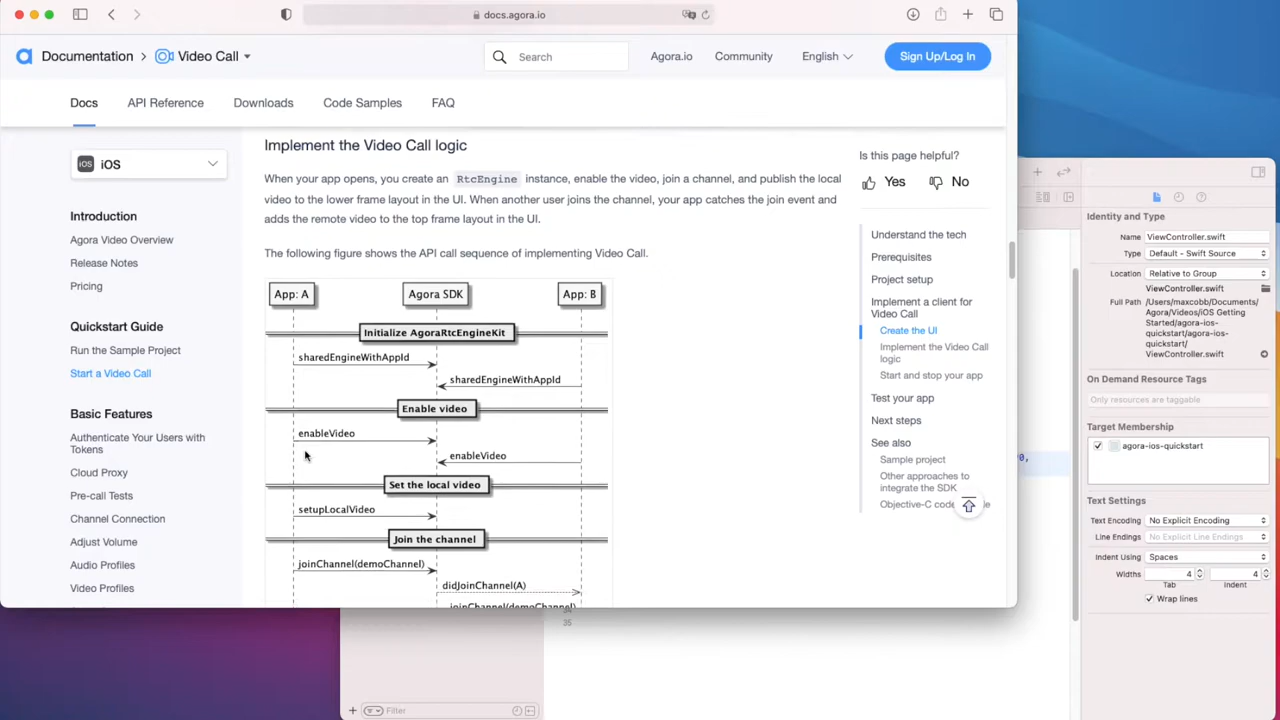 docs.agora.io
Documentation > Video Call
Search
Agora.io
Community
English
Sign Up/Log In
Docs
API Reference
Downloads
Code Samples
FAQ
iOS iOS
Introduction
Agora Video Overview
Release Notes
Pricing
Quickstart Guide
Run the Sample Project
Start a Video Call
Basic Features
Authenticate Your Users with
Tokens
Cloud Proxy
Pre-call Tests
Channel Connection
Adjust Volume
Audio Profiles
Video Profiles
Implement the Video Call logic
When your app opens, you create an RtcEngine instance, enable the video, join a channel, and publish the local
video to the lower frame layout in the UI. When another user joins the channel, your app catches the join event and
adds the remote video to the top frame layout in the UI.
The following figure shows the API call sequence of implementing Video Call.
App: A
Agora SDK
App: B
Initialize AgoraRtcEngineKit
sharedEngineWithAppId
sharedEngineWithAppId
Enable video
enableVideo
enableVideo
Set the local video
setupLocalVideo
Join the channel
joinChannel(demoChannel)
didJoinChannel(A)
joinChannel(demoChannel)
Is this page helpful?
Yes
No
Understand the tech
Prerequisites
Project setup
Implement a client for
Video Call
Create the UI
Implement the Video Call
logic
Start and stop your app
Test your app
Next steps
See also
Sample project
Other approaches to
integrate the SDK
Objective-C
35
Filter
Identity and Type
Name ViewController.swift
Type Default - Swift Source
Location Relative to Group
ViewController.swift
Full Path /Users/maxcobb/Documents/
Agora/Videos/iOS Getting
Started/agora-ios-
quickstart/agora-ios-
quickstart/
ViewController.swift
On Demand Resource Tags
Only resources are taggable
Target Membership
agora-ios-quickstart
Text Settings
Text Encoding No Explicit Encoding
Line Endings No Explicit Line Endings
Indent Using Spaces
Widths 4 4
Tab Indent
Wrap lines